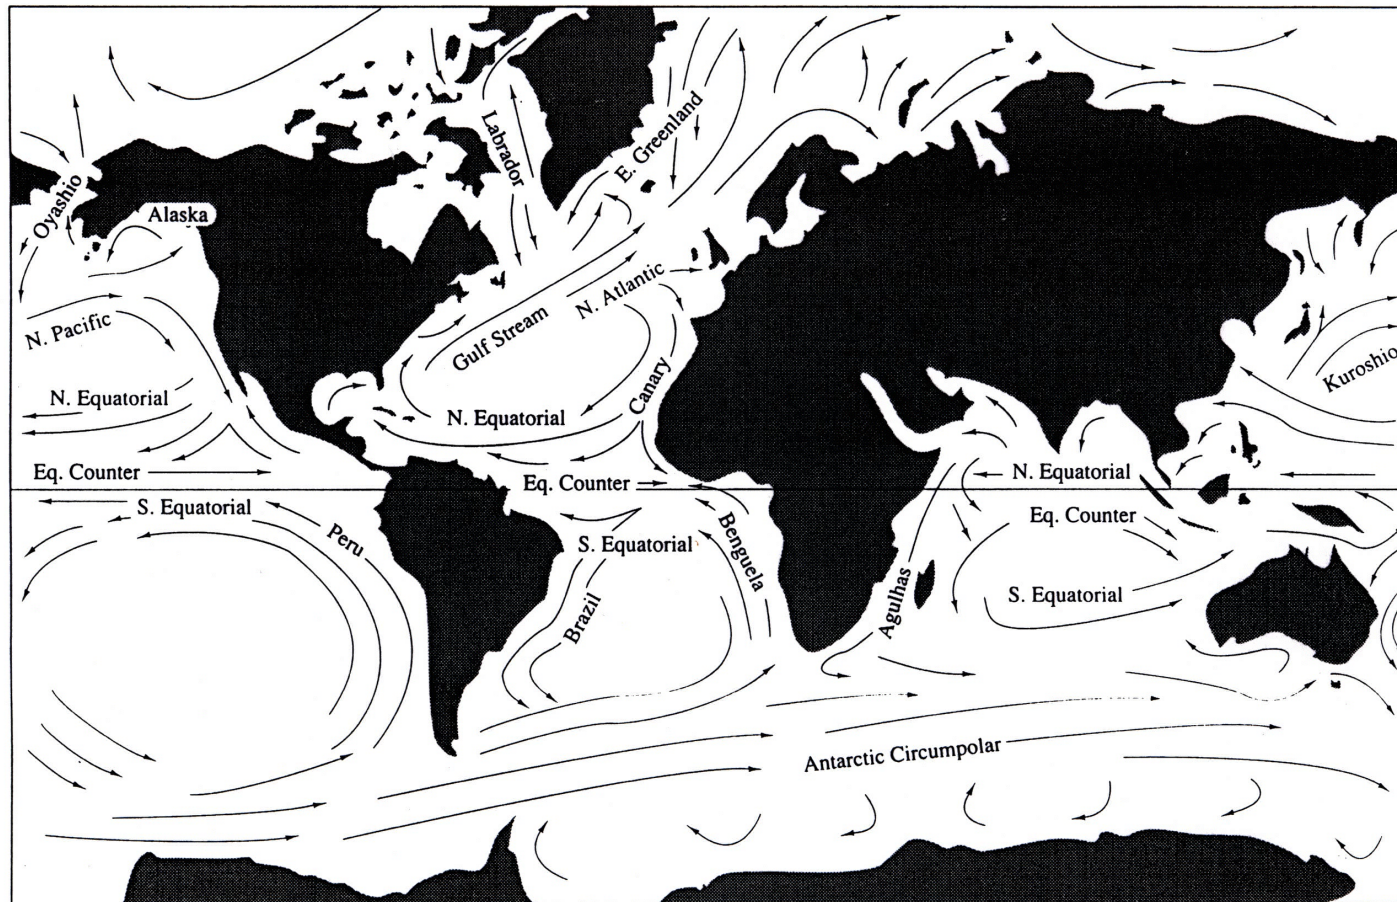 Labrador
E. Greenland
Oyashio
Alaska
N. Pacific
Gulf Stream
N. Atlantic
Kuroshio
N. Equatorial
N. Equatorial
Canary
Eq. Counter
Eq. Counter
N. Equatorial
S. Equatorial
Peru
S. Equatorial
Benguela
Eq. Counter
Brazil
Agulhas
S. Equatorial
Antarctic Circumpolar